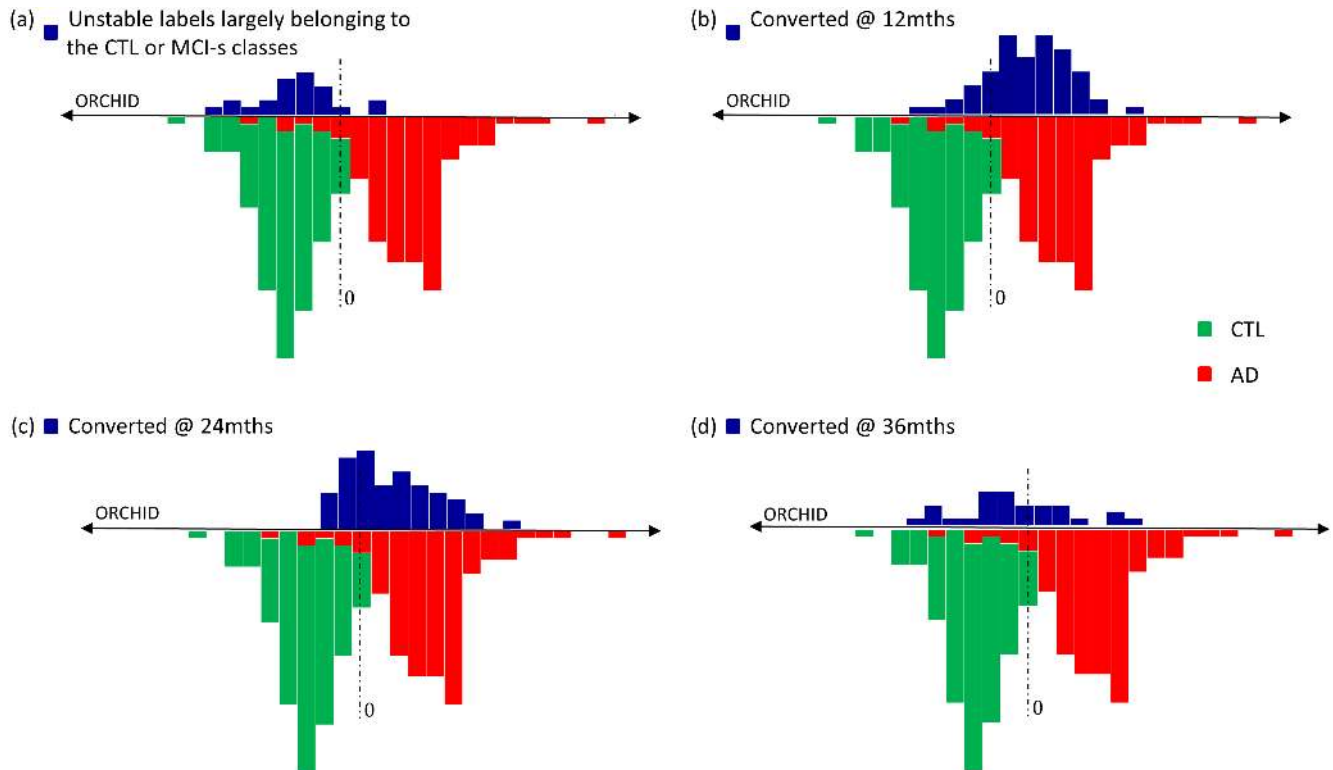 (a) Unstable labels largely belonging to
the CTL or MCI-s classes
ORCHID
0
(b) Converted @ 12mths
ORCHID
0
CTL
AD
(c) Converted @ 24mths
ORCHID
0
(d) Converted @ 36mths
ORCHID
0